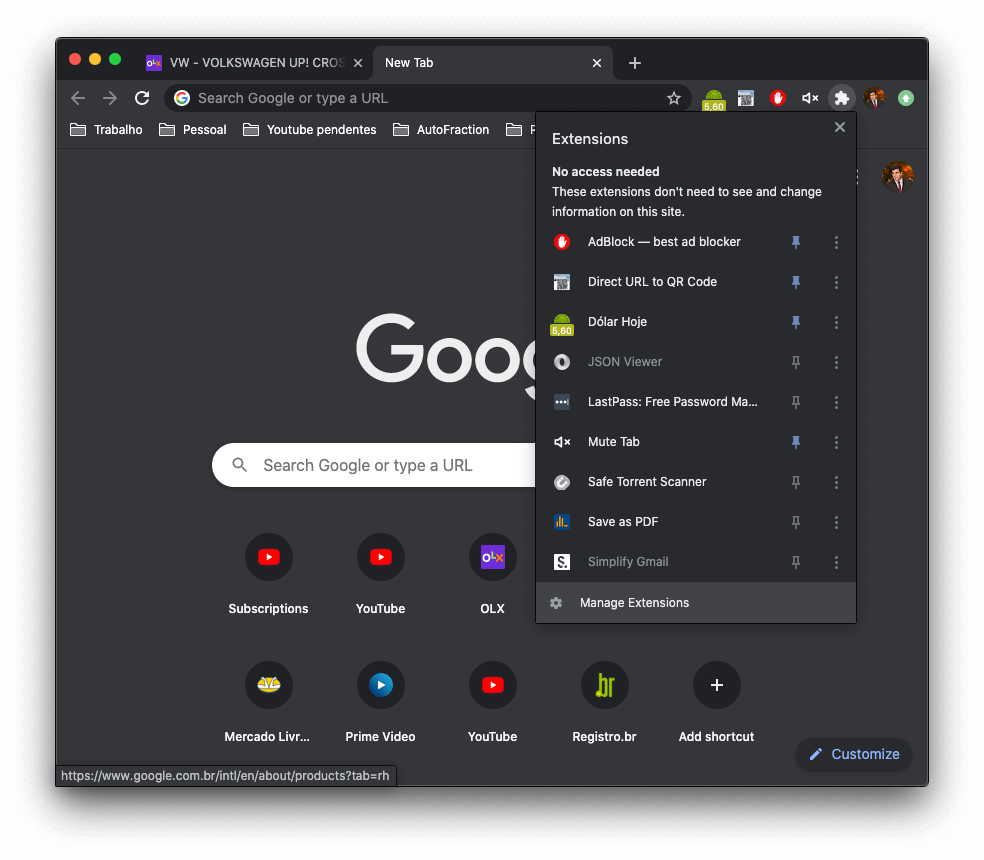 VW - VOLKSWAGEN UP! CROS
New Tab
Search Google or type a URL
5,60
Trabalho
Pessoal
Youtube pendentes
AutoFraction
Extensions
No access needed
These extensions don't need to see and change
information on this site.
AdBlock — best ad blocker
Direct URL to QR Code
5,60
Dólar Hoje
JSON Viewer
LastPass: Free Password Ma...
Mute Tab
Safe Torrent Scanner
Save as PDF
S.
Simplify Gmail
Manage Extensions
Goog
Search Google or type a URL
OLX
Subscriptions
YouTube
OLX
.br
Mercado Livr...
Prime Video
YouTube
Registro.br
Add shortcut
Customize
https://www.google.com.br/intl/en/about/products?tab=rh